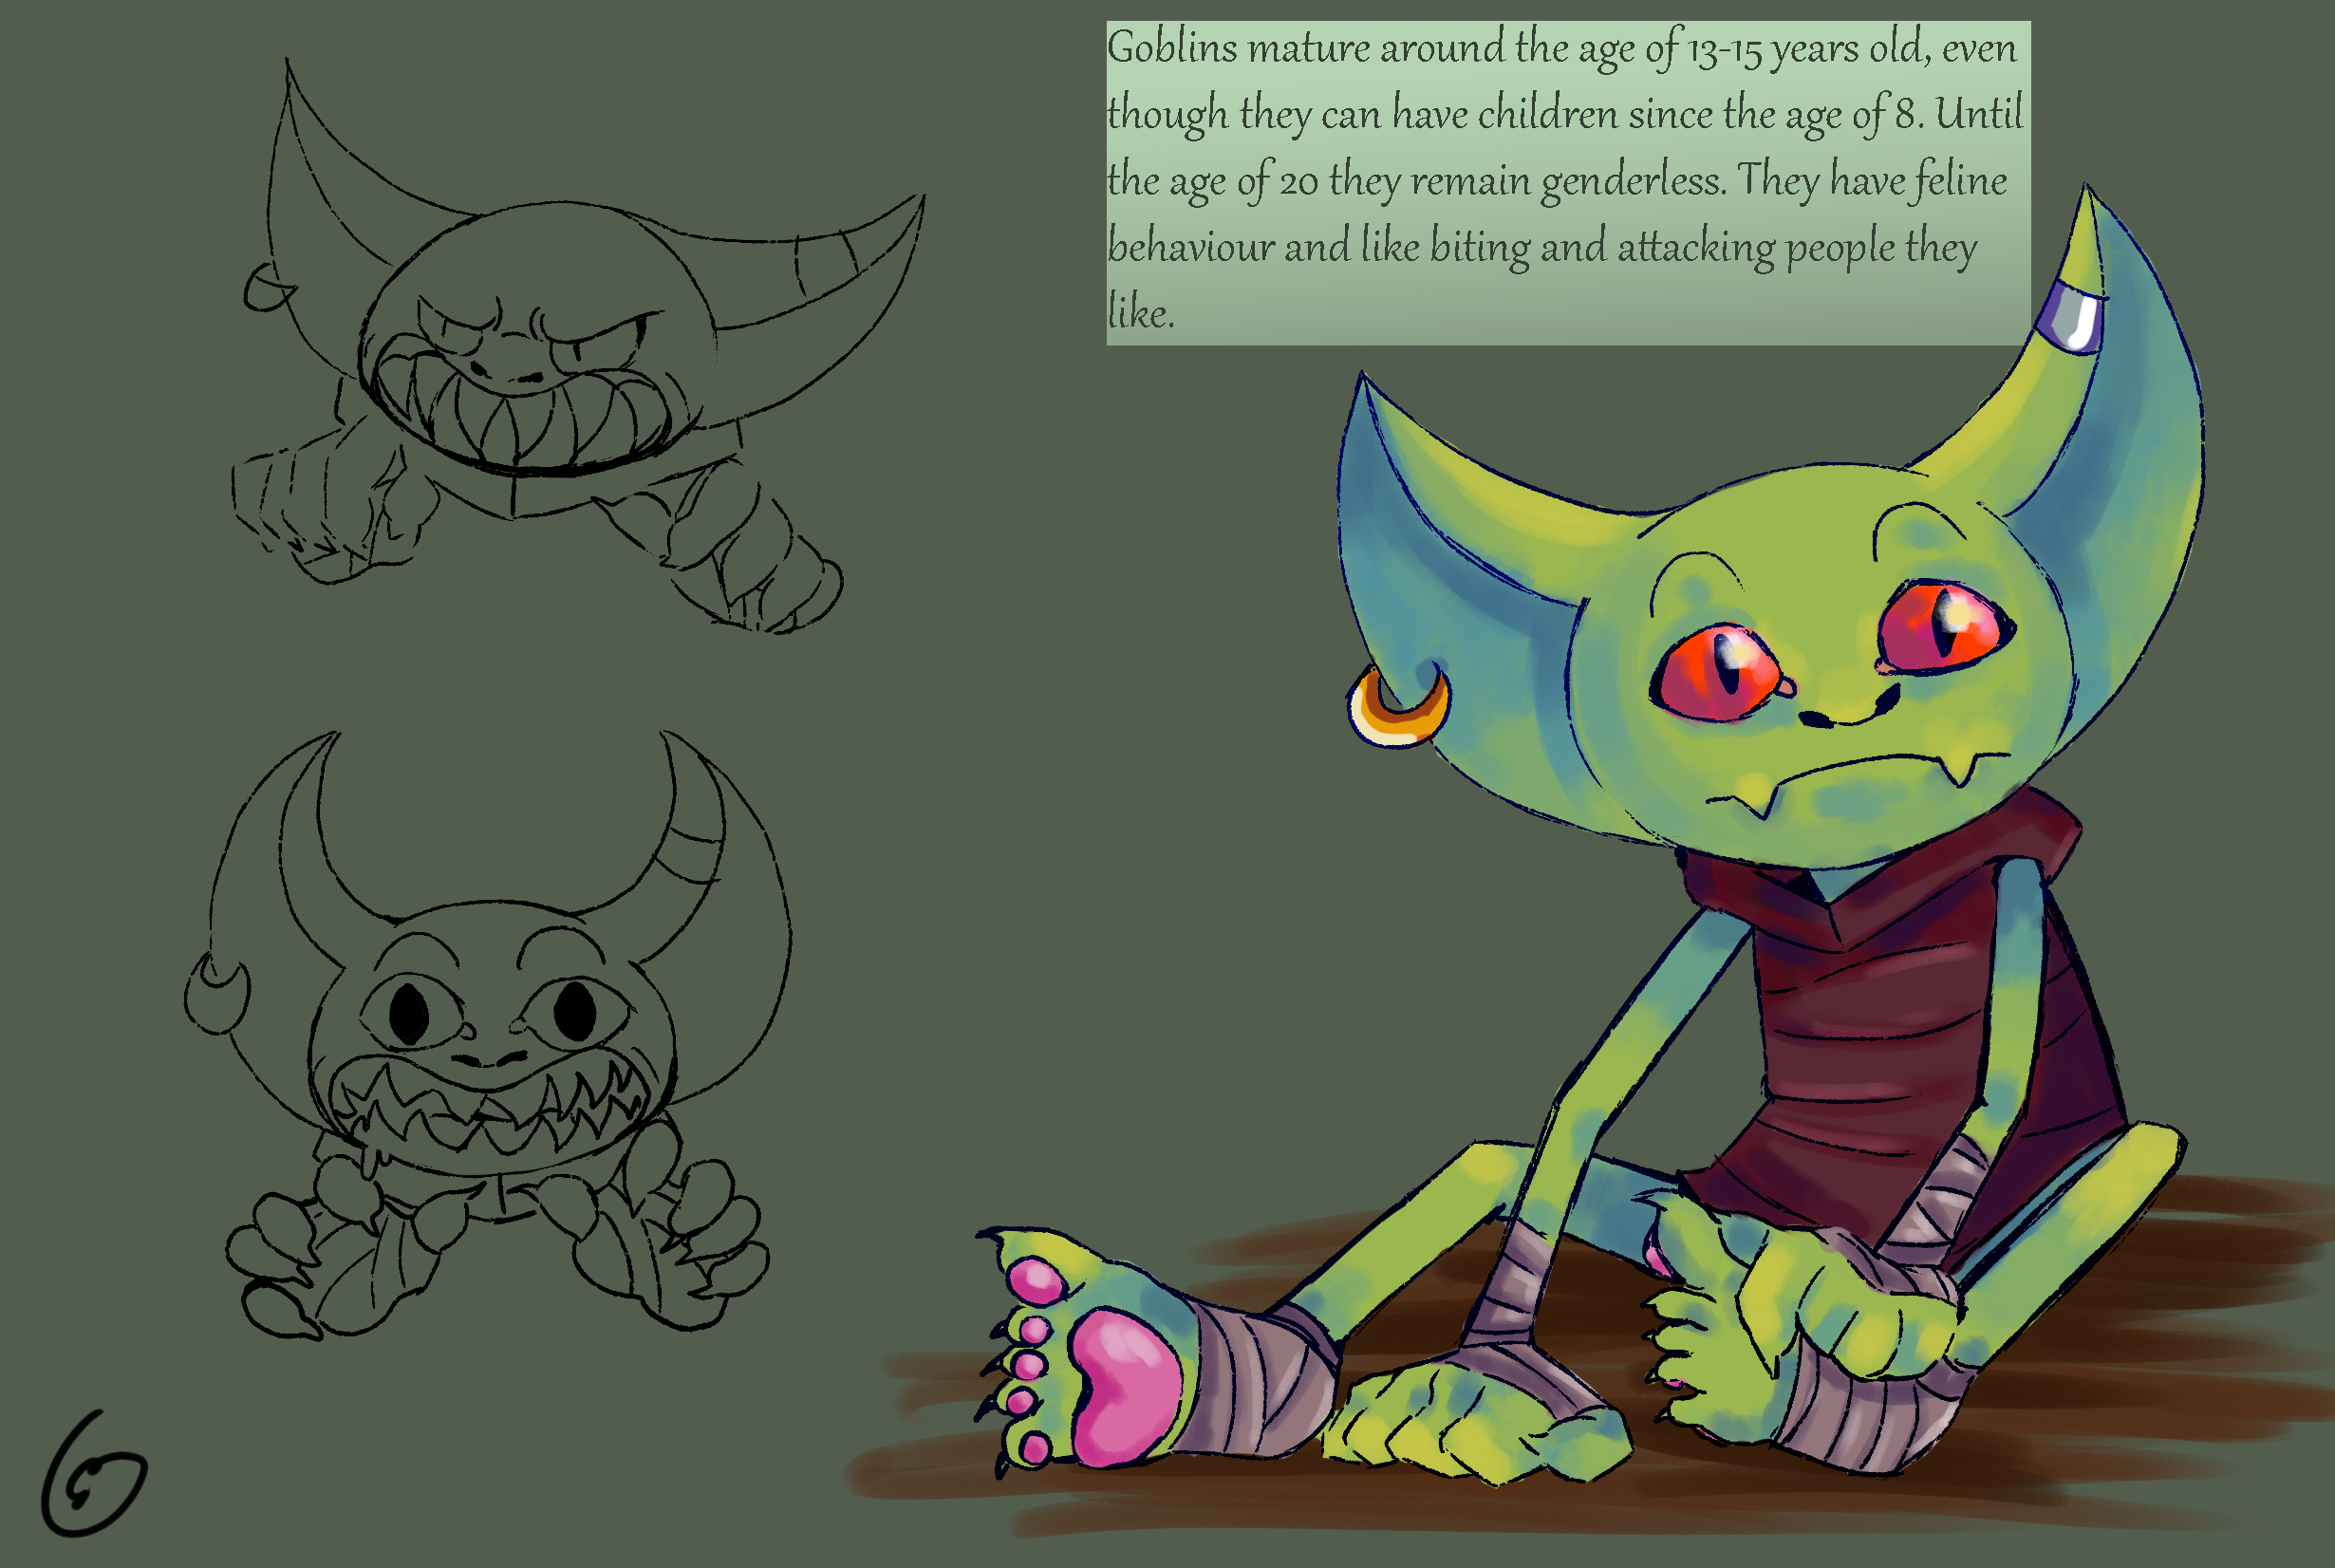 Goblins mature around the age of 13-15 years old, even
though they can have children since the age of 8. Until
the age of 20 they remain genderless. They have feline
behaviour and like biting and attacking people they
like.